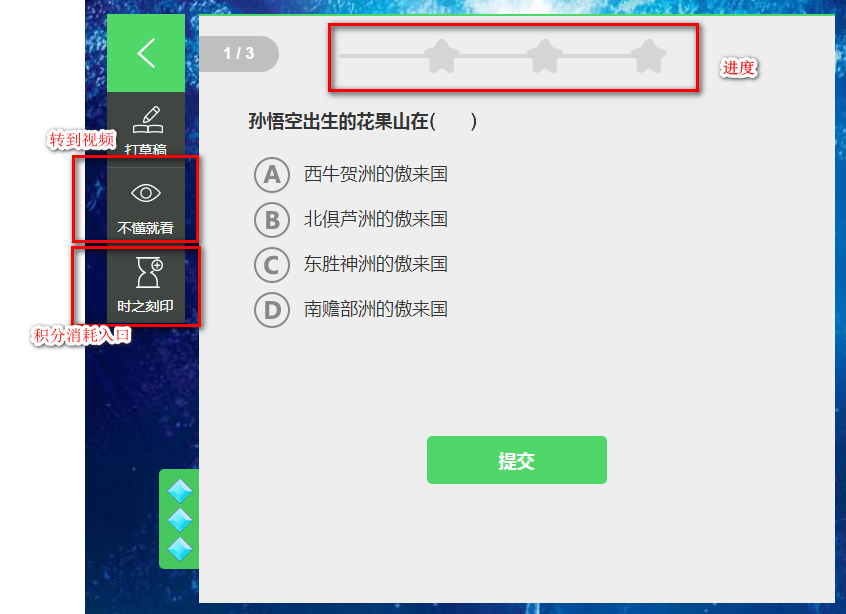 1 / 3
进度
孙悟空出生的花果山在(　　)
转到视频
打草稿
A 西牛贺洲的傲来国
不懂就看
B 北俱芦洲的傲来国
C 东胜神洲的傲来国
时之刻印
D 南赡部洲的傲来国
积分消耗入口
提交